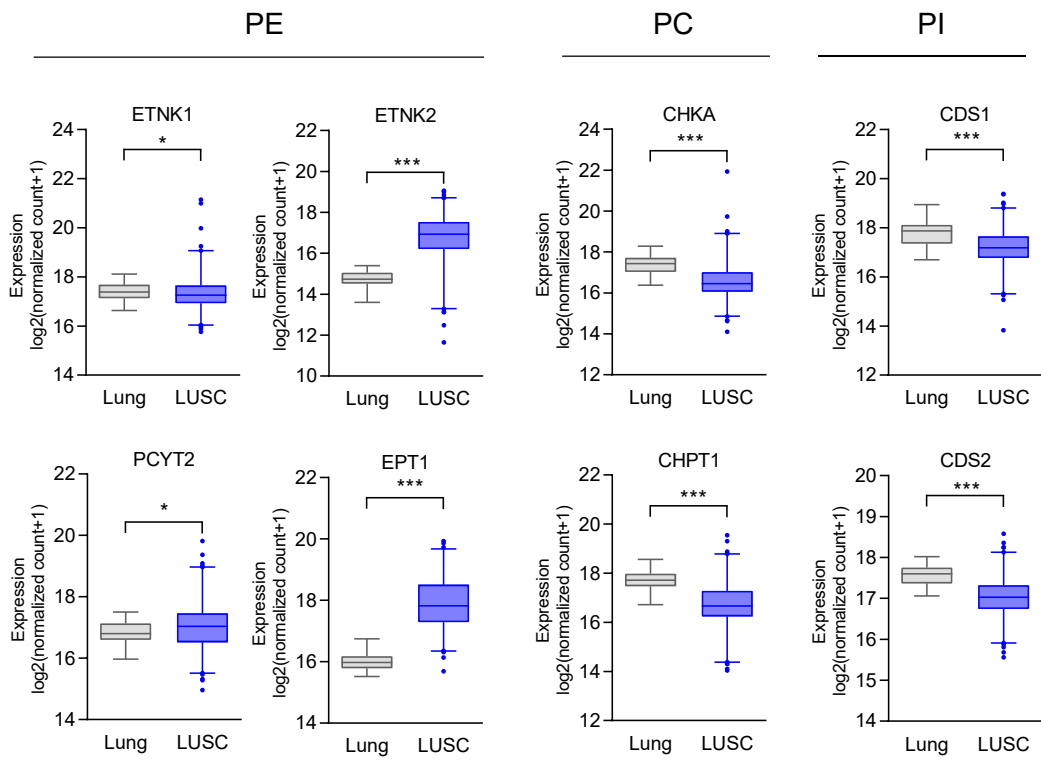 PE
PC
PI
ETNK1
*
24
22
20
18
16
14
Expression
log2(normalized count+1)
Lung
LUSC
ETNK2
***
22
20
18
16
14
12
10
Expression
log2(normalized count+1)
Lung
LUSC
CHKA
***
24
22
20
18
16
14
12
Expression
log2(normalized count+1)
Lung
LUSC
CDS1
***
22
20
18
16
14
12
Expression
log2(normalized count+1)
Lung
LUSC
PCYT2
*
22
20
18
16
14
Expression
log2(normalized count+1)
Lung
LUSC
EPT1
***
22
20
18
16
14
Expression
log2(normalized count+1)
Lung
LUSC
CHPT1
***
22
20
18
16
14
12
Expression
log2(normalized count+1)
Lung
LUSC
CDS2
***
20
19
18
17
16
15
14
Expression
log2(normalized count+1)
Lung
LUSC